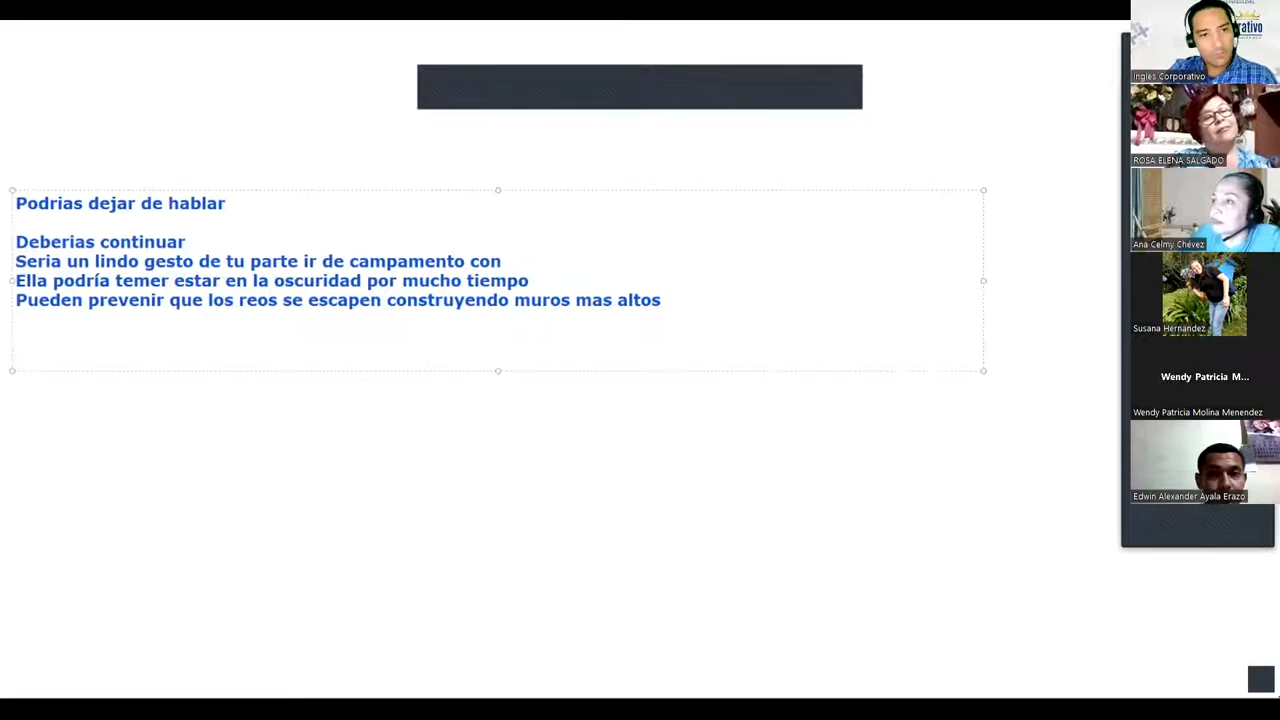 rativo
Ingles Corporativo
ROSA ELENA SALGADO
Podrias dejar de hablar
Deberias continuar
Ana Celmy Chévez
Seria un lindo gesto de tu parte ir de campamento con
Ella podría temer estar en la oscuridad por mucho tiempo
Pueden prevenir que los reos se escapen construyendo muros mas altos
Susana Hernandez
Wendy Patricia M...
Wendy Patricia Molina Menendez
Edwin Alexander Ayala Erazo